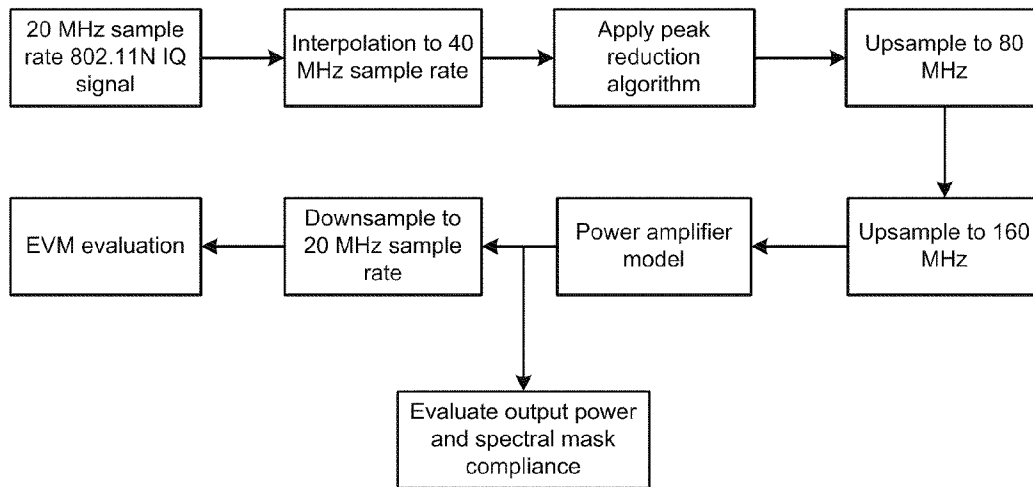 20 MHz sample
rate 802.11N IQ
signal
Interpolation to 40
MHz sample rate
Apply peak
reduction
algorithm
Upsample to 80
MHz
Upsample to 160
MHz
Power amplifier
model
Downsample to
20 MHz sample
rate
EVM evaluation
Evaluate output power
and spectral mask
compliance